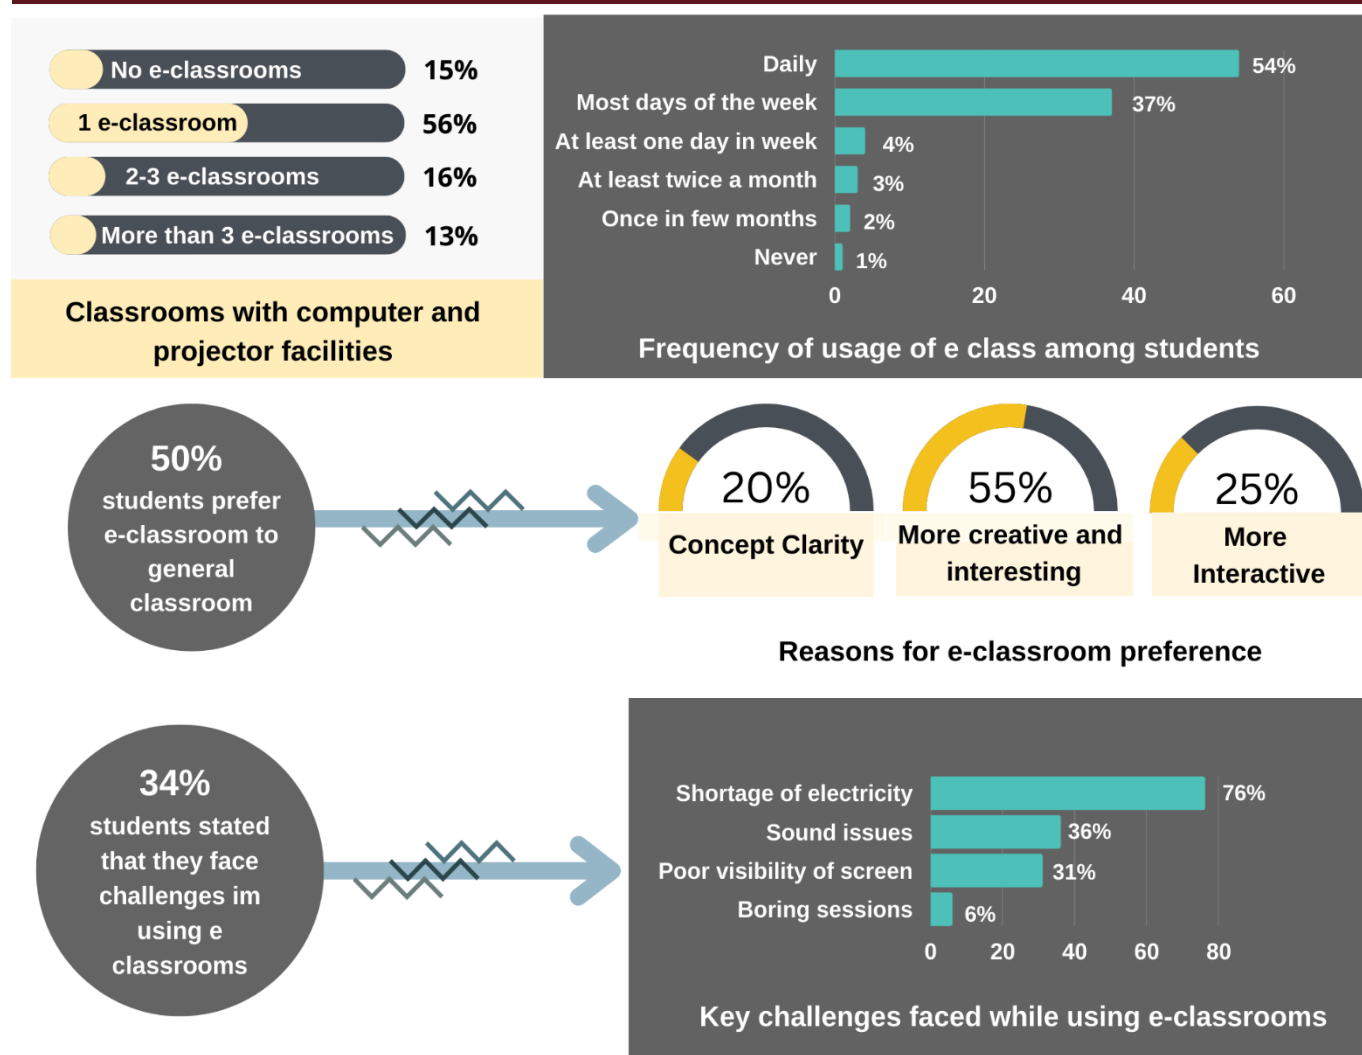 No e-classrooms 15%
1 e-classroom 56%
2-3 e-classrooms 16%
More than 3 e-classrooms 13%
Classrooms with computer and
projector facilities
Daily 54%
Most days of the week 37%
At least one day in week 4%
At least twice a month 3%
Once in few months 2%
Never 1%
0 20 40 60
Frequency of usage of e class among students
50%
students prefer
e-classroom to
general
classroom
20%
Concept Clarity
55%
More creative and
interesting
25%
More
Interactive
Reasons for e-classroom preference
34%
students stated
that they face
challenges im
using e
classrooms
Shortage of electricity 76%
Sound issues 36%
Poor visibility of screen 31%
Boring sessions 6%
0 20 40 60 80
Key challenges faced while using e-classrooms